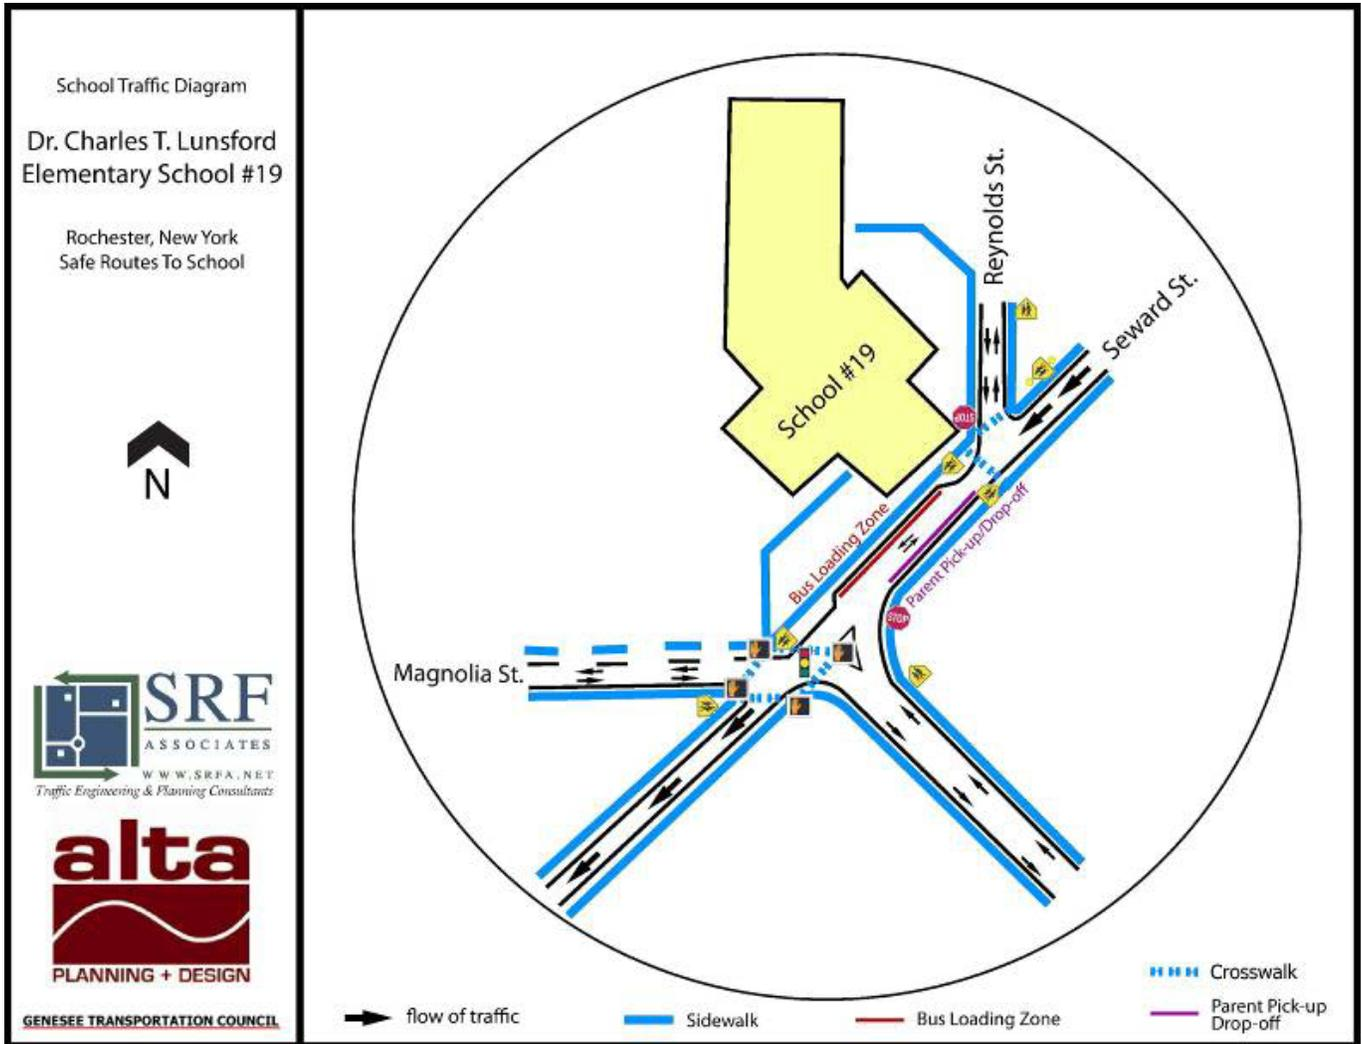 School Traffic Diagram
Dr. Charles T. Lunsford
Elementary School #19
Rochester, New York
Safe Routes To School
N
SRF
ASSOCIATES
WWW.SRFA.NET
Traffic Engineering & Planning Consultants
alta
PLANNING + DESIGN
GENESEE TRANSPORTATION COUNCIL
Reynolds St.
Seward St.
School #19
STOP
Bus Loading Zone
Parent Pick-up/Drop-off
STOP
Magnolia St.
Crosswalk
flow of traffic
Sidewalk
Bus Loading Zone
Parent Pick-up
Drop-off